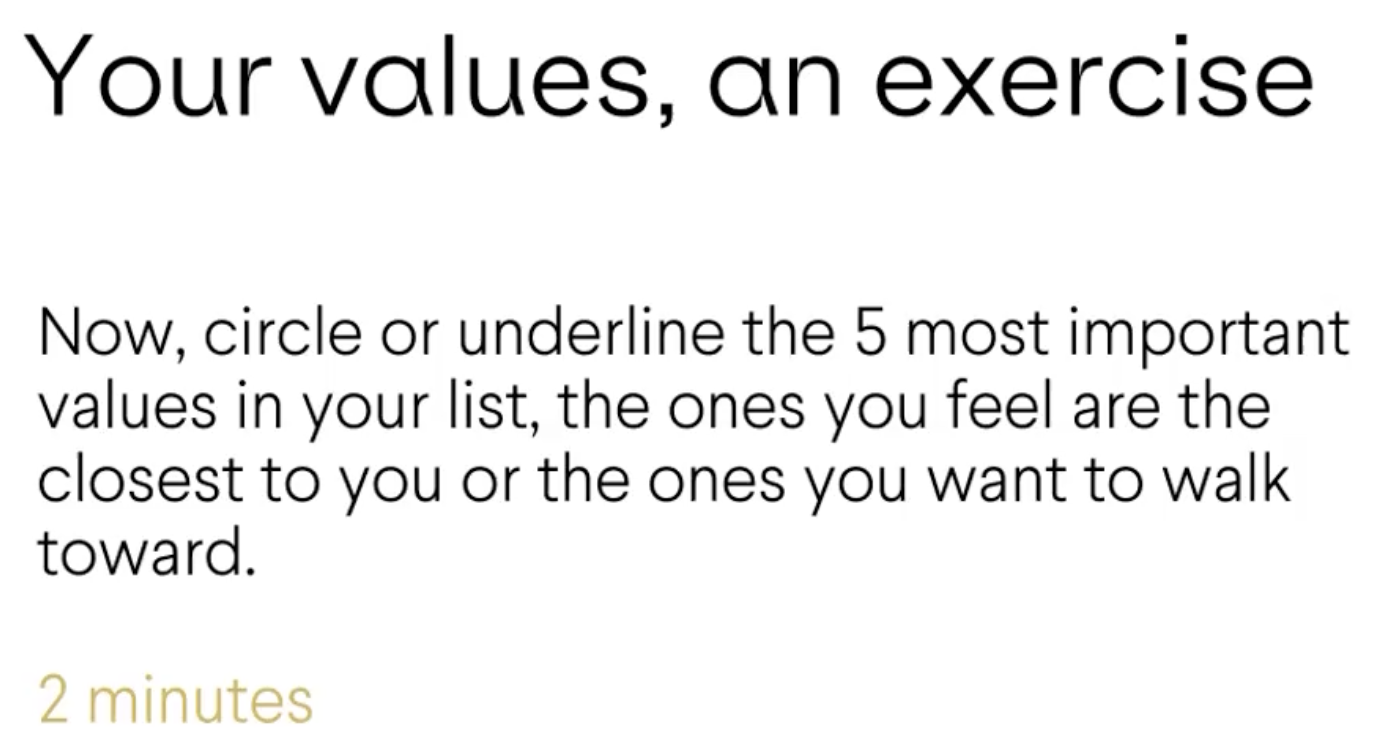 Your values, an exercise
Now, circle or underline the 5 most important
values in your list, the ones you feel are the
closest to you or the ones you want to walk
toward.
2 minutes